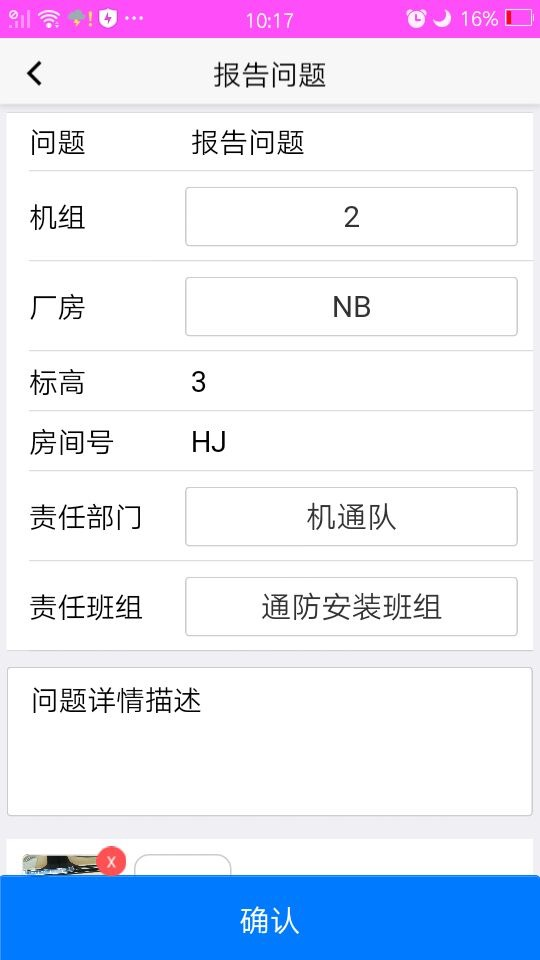 10:17 16%
报告问题
问题 报告问题
机组 2
厂房 NB
标高 3
房间号 HJ
责任部门 机通队
责任班组 通防安装班组
问题详情描述
X
确认